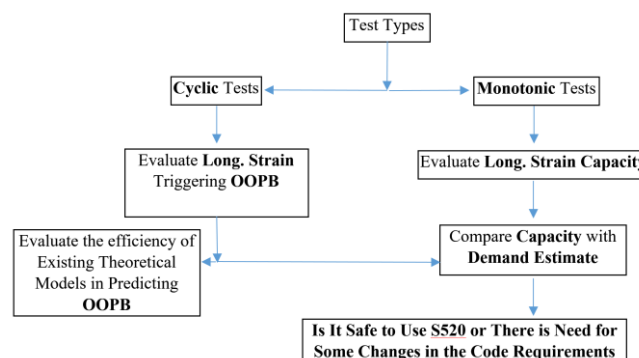 Test Types
Cyclic Tests
Monotonic Tests
Evaluate Long. Strain
Triggering OOPB
Evaluate Long. Strain Capacity
Evaluate the efficiency of
Existing Theoretical
Models in Predicting
OOPB
Compare Capacity with
Demand Estimate
Is It Safe to Use S520 or There is Need for
Some Changes in the Code Requirements